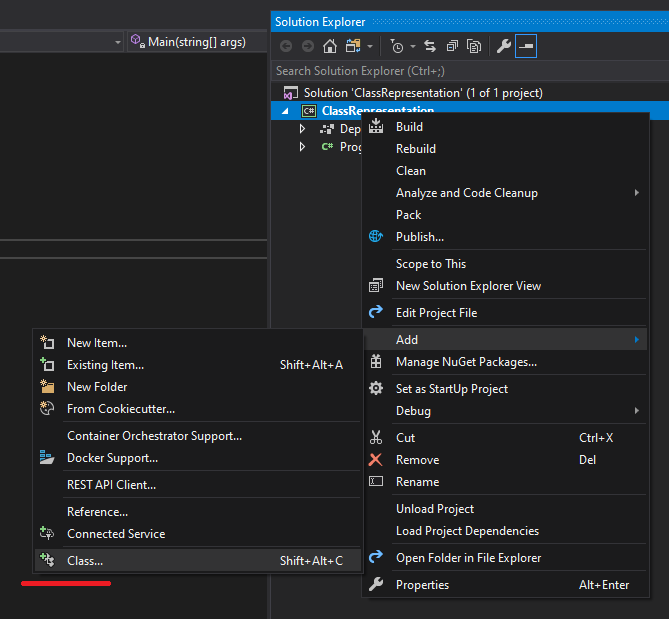 Solution Explorer
Main(string[] args)
Search Solution Explorer (Ctrl+;)
Solution 'ClassRepresentation' (1 of 1 project)
C# ClassRepresentation
Dep
C# Prog
Build
Rebuild
Clean
Analyze and Code Cleanup
Pack
Publish...
Scope to This
New Solution Explorer View
Edit Project File
Add
Manage NuGet Packages...
Set as StartUp Project
Debug
Cut Ctrl+X
Remove Del
Rename
Unload Project
Load Project Dependencies
Open Folder in File Explorer
Properties Alt+Enter
New Item...
Existing Item... Shift+Alt+A
New Folder
From Cookiecutter...
Container Orchestrator Support...
Docker Support...
REST API Client...
Reference...
Connected Service
Class... Shift+Alt+C